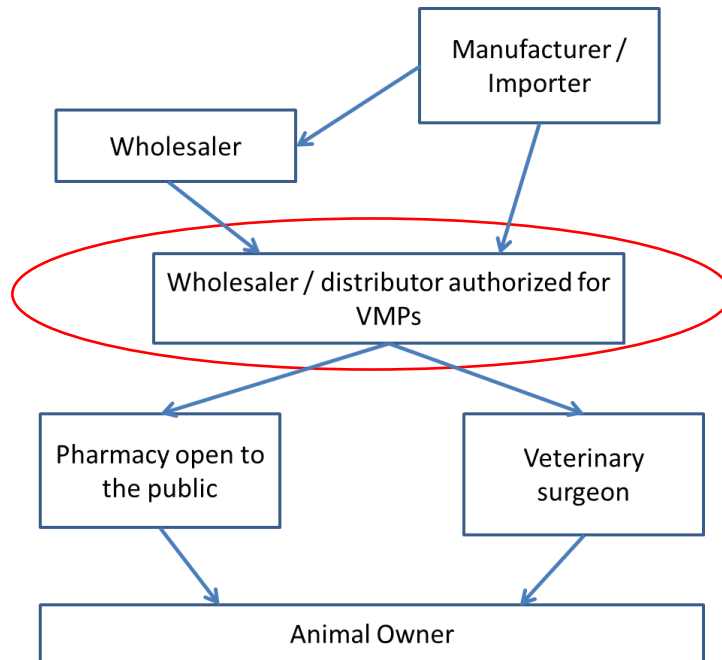 Manufacturer /
Importer
Wholesaler
Wholesaler / distributor authorized for
VMPs
Pharmacy open to
the public
Veterinary
surgeon
Animal Owner